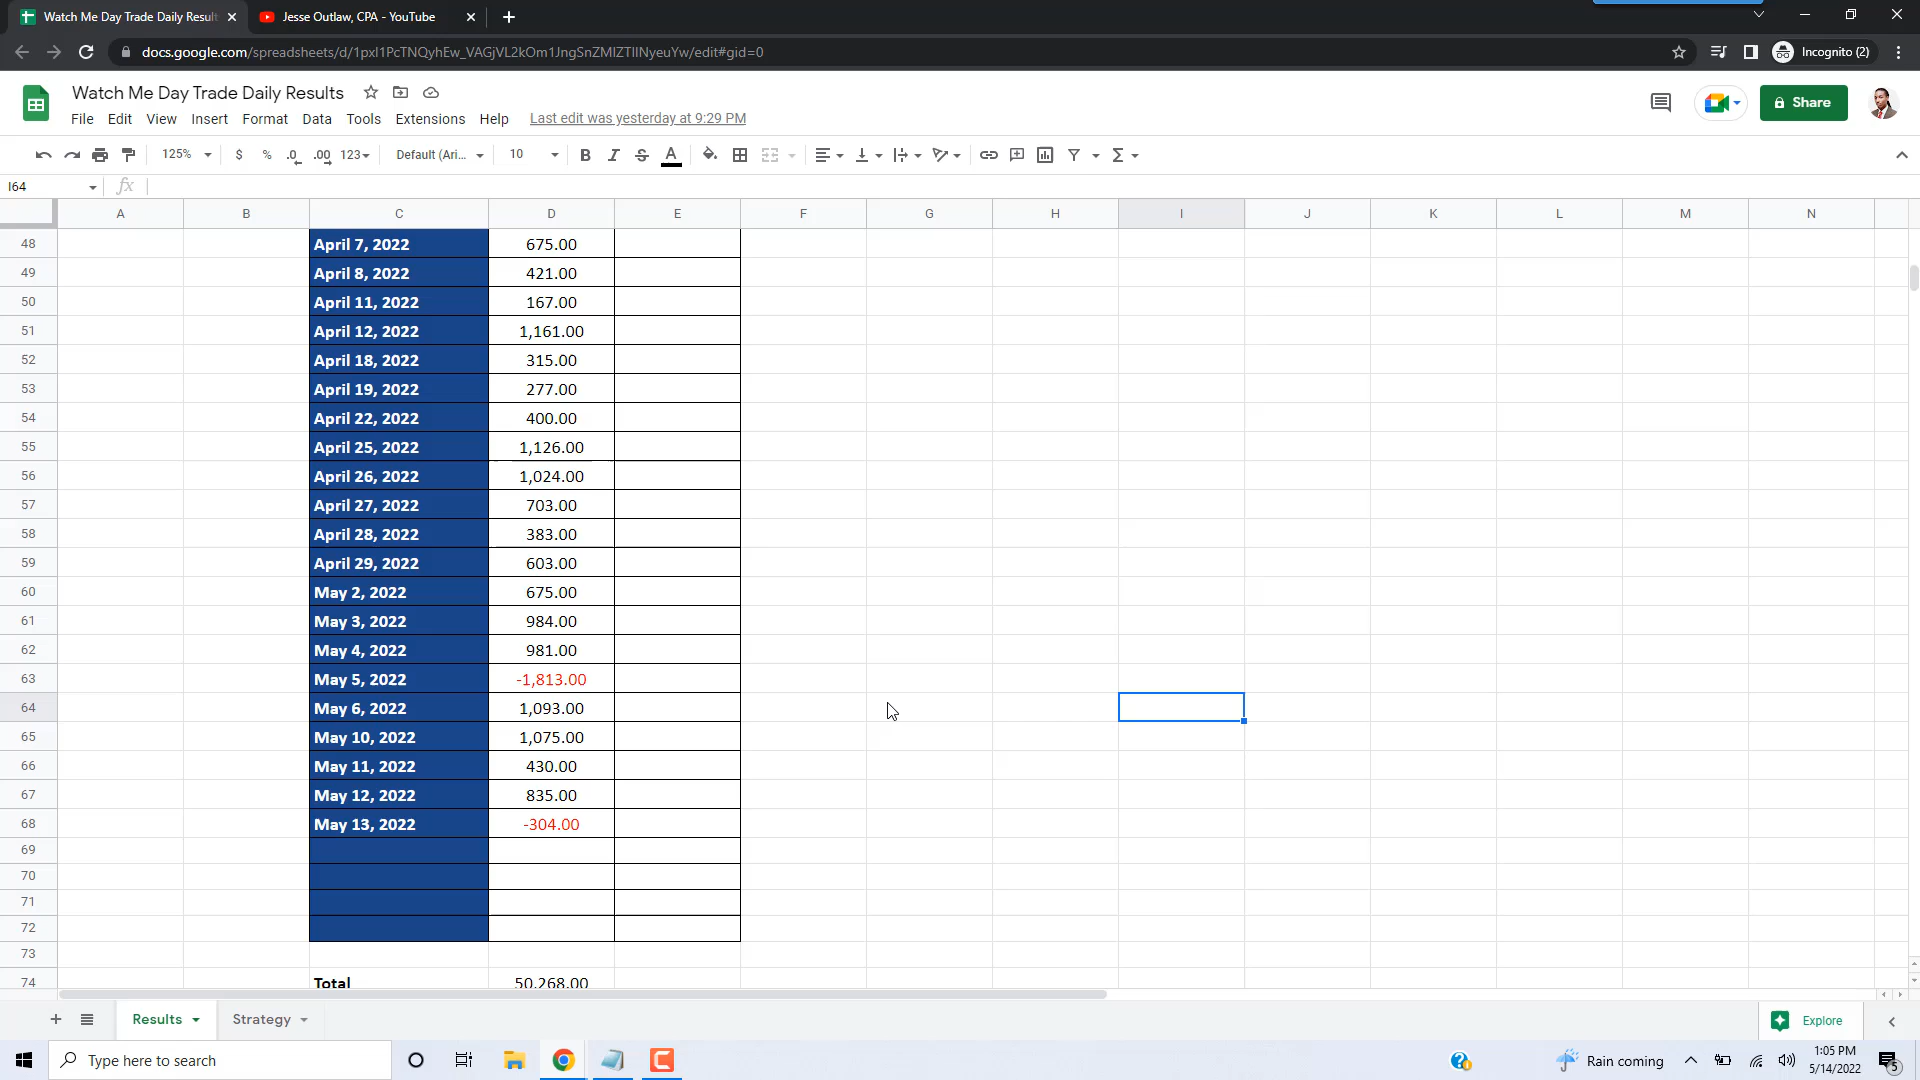 Watch Me Day Trade Daily Result
Jesse Outlaw, CPA - YouTube
docs.google.com/spreadsheets/d/1pxI1PcTNQyhEw_VAGjVL2kOm1JngSnZMIZTIINyeuYw/edit#gid=0
Incognito (2)
Watch Me Day Trade Daily Results
File Edit View Insert Format Data Tools Extensions Help Last edit was yesterday at 9:29 PM
Share
125% $ % .0 .00 123 Default (Ari... 10 B I S A Σ
I64 fx
A B C D E F G H I J K L M N
48 April 7, 2022 675.00
49 April 8, 2022 421.00
50 April 11, 2022 167.00
51 April 12, 2022 1,161.00
52 April 18, 2022 315.00
53 April 19, 2022 277.00
54 April 22, 2022 400.00
55 April 25, 2022 1,126.00
56 April 26, 2022 1,024.00
57 April 27, 2022 703.00
58 April 28, 2022 383.00
59 April 29, 2022 603.00
60 May 2, 2022 675.00
61 May 3, 2022 984.00
62 May 4, 2022 981.00
63 May 5, 2022 -1,813.00
64 May 6, 2022 1,093.00
65 May 10, 2022 1,075.00
66 May 11, 2022 430.00
67 May 12, 2022 835.00
68 May 13, 2022 -304.00
69
70
71
72
73
74 Total 50,268.00
Results Strategy Explore
Type here to search
Rain coming
1:05 PM
5/14/2022
5